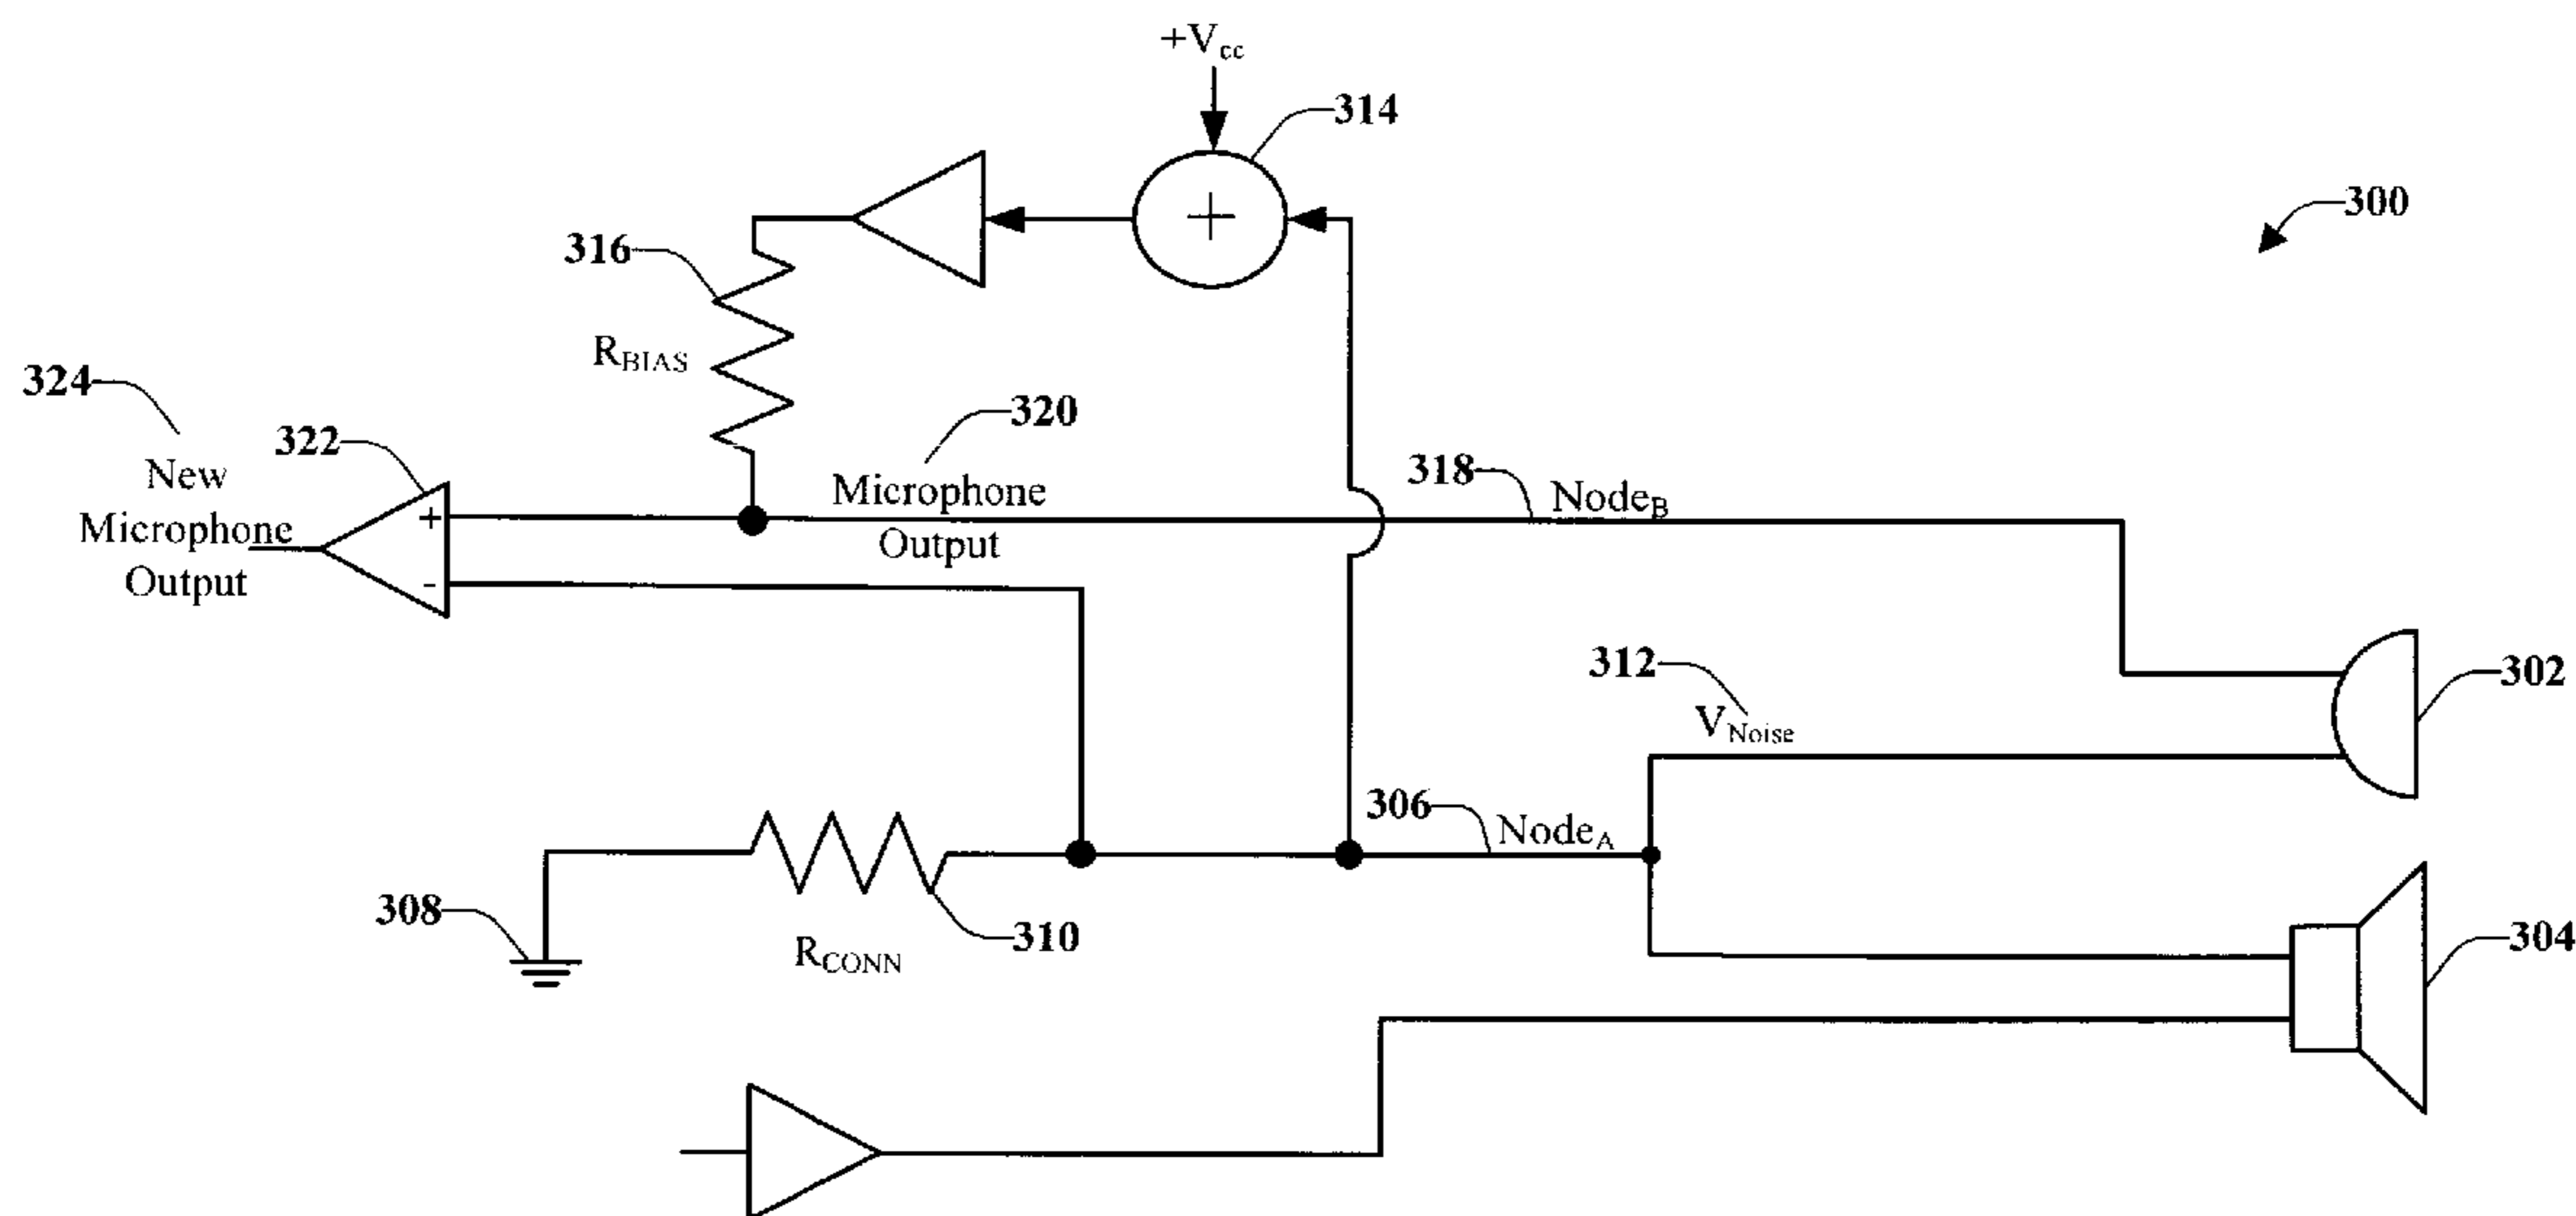 +Vcc
314
300
316
RBIAS
324
320
322
New
Microphone
Output
+
-
+
Microphone
Output
318
NodeB
312
VNoise
302
306
NodeA
308
310
RCONN
304